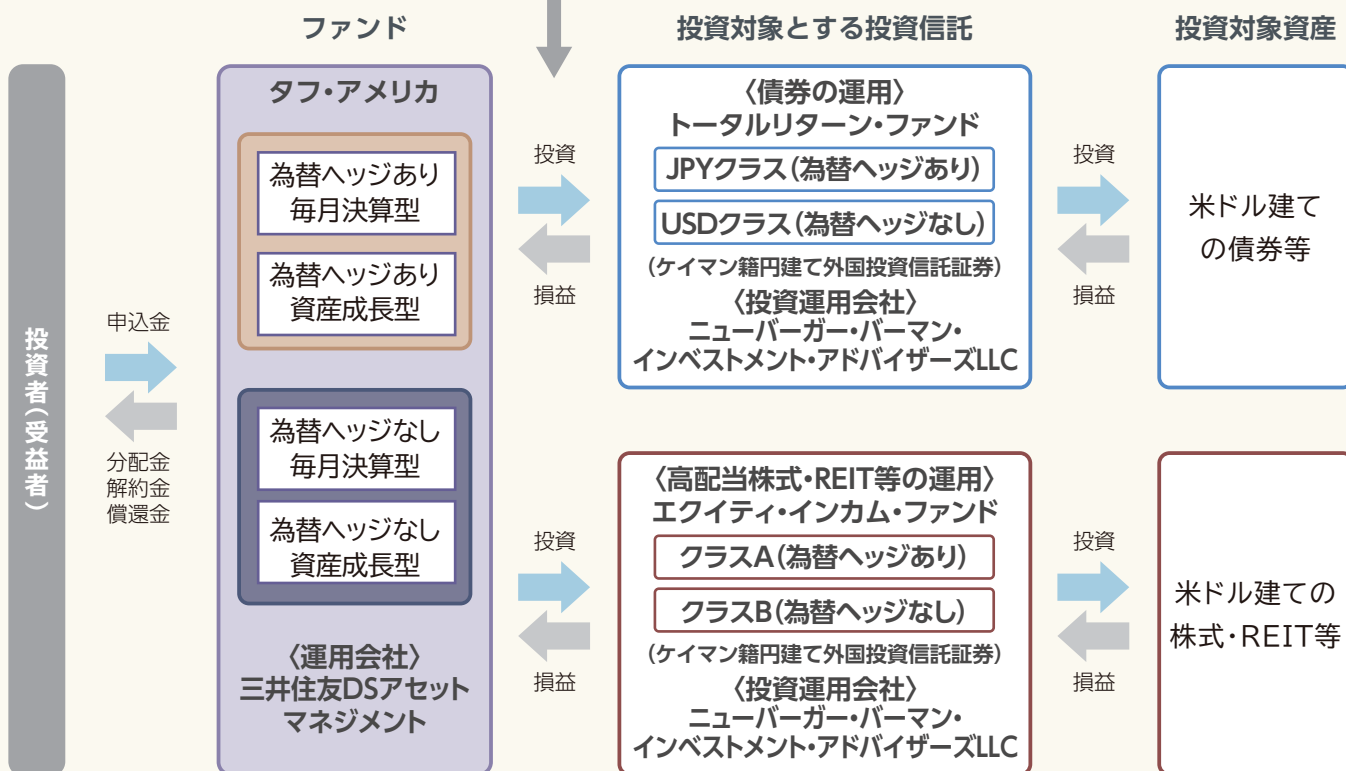 ファンド
投資対象とする投資信託
投資対象資産
投資者(受益者)
申込金
分配金
解約金
償還金
タフ・アメリカ
為替ヘッジあり
毎月決算型
為替ヘッジあり
資産成長型
為替ヘッジなし
毎月決算型
為替ヘッジなし
資産成長型
〈運用会社〉
三井住友DSアセット
マネジメント
投資
損益
〈債券の運用〉
トータルリターン・ファンド
JPYクラス(為替ヘッジあり)
USDクラス(為替ヘッジなし)
(ケイマン籍円建て外国投資信託証券)
〈投資運用会社〉
ニューバーガー・バーマン・
インベストメント・アドバイザーズLLC
投資
損益
米ドル建て
の債券等
投資
損益
〈高配当株式・REIT等の運用〉
エクイティ・インカム・ファンド
クラスA(為替ヘッジあり)
クラスB(為替ヘッジなし)
(ケイマン籍円建て外国投資信託証券)
〈投資運用会社〉
ニューバーガー・バーマン・
インベストメント・アドバイザーズLLC
投資
損益
米ドル建ての
株式・REIT等